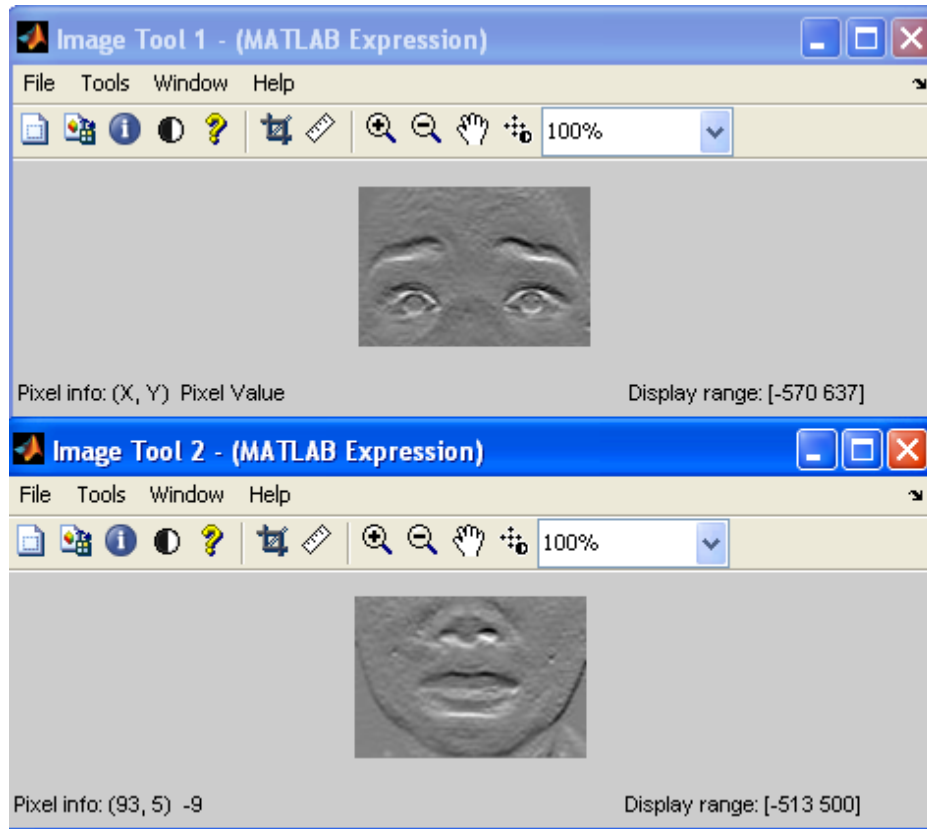 Image Tool 1 - (MATLAB Expression)
File Tools Window Help
100%
Pixel info: (X, Y) Pixel Value Display range: [-570 637]
Image Tool 2 - (MATLAB Expression)
File Tools Window Help
100%
Pixel info: (93, 5) -9 Display range: [-513 500]